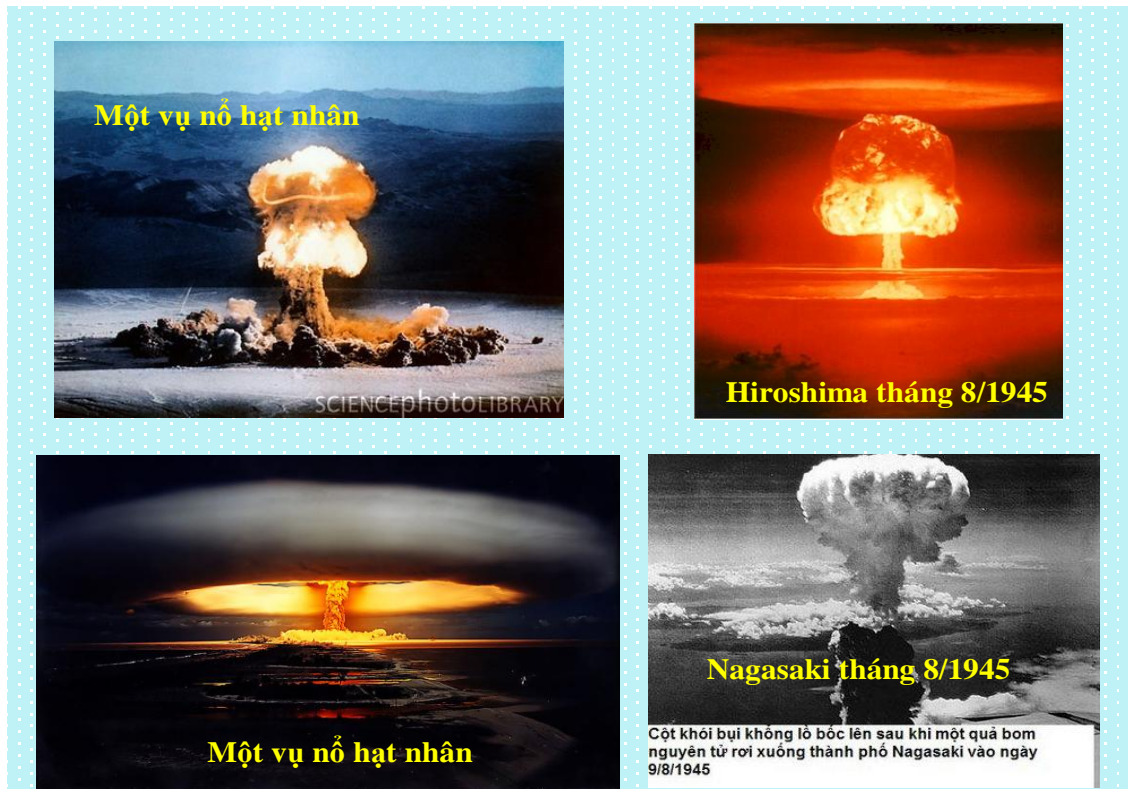 Một vụ nổ hạt nhân
SCIENCEphotoLIBRARY
Hiroshima tháng 8/1945
Một vụ nổ hạt nhân
Nagasaki tháng 8/1945
Cột khói bụi khổng lồ bốc lên sau khi một quả bom
nguyên tử rơi xuống thành phố Nagasaki vào ngày
9/8/1945